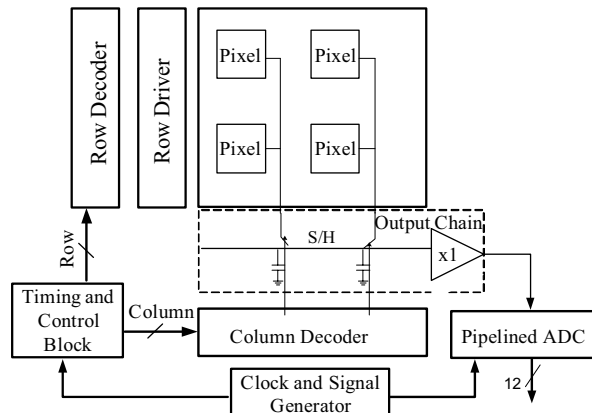 Row Decoder
Row Driver
Pixel
Pixel
Pixel
Pixel
Output Chain
S/H
x1
Row
Timing and
Control
Block
Column
Column Decoder
Pipelined ADC
Clock and Signal
Generator
12